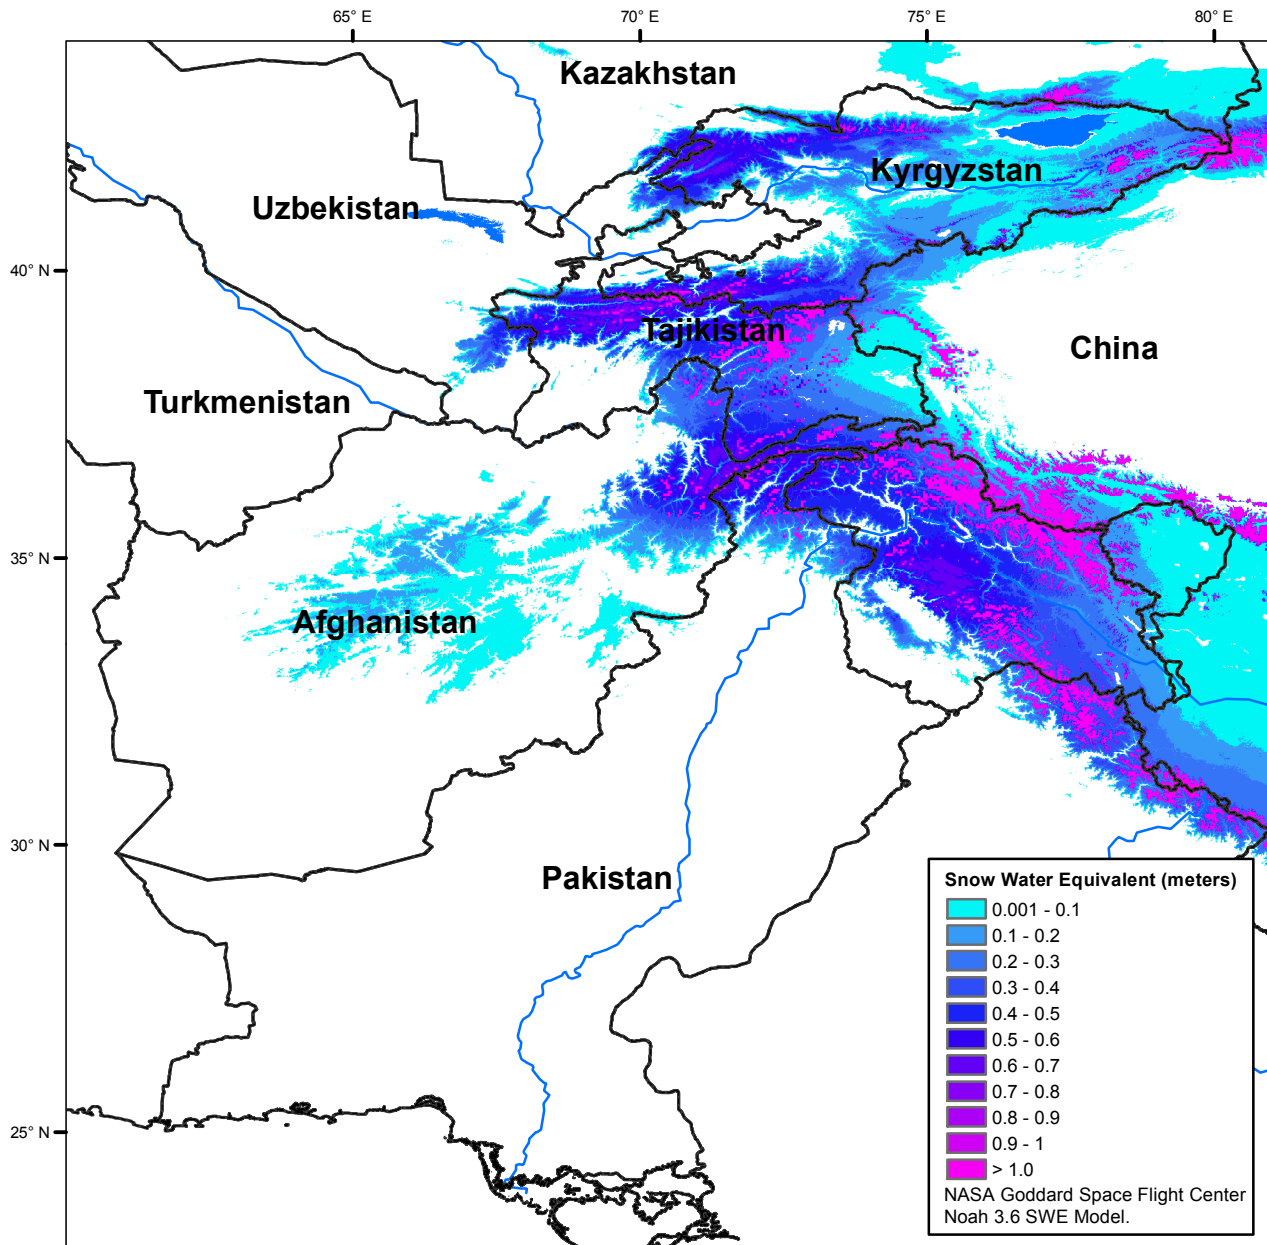 65° E
70° E
75° E
80° E
Kazakhstan
Kyrgyzstan
Uzbekistan
40° N
Tajikistan
China
Turkmenistan
35° N
Afghanistan
30° N
Pakistan
25° N
Snow Water Equivalent (meters)
0.001 - 0.1
0.1 - 0.2
0.2 - 0.3
0.3 - 0.4
0.4 - 0.5
0.5 - 0.6
0.6 - 0.7
0.7 - 0.8
0.8 - 0.9
0.9 - 1
> 1.0
NASA Goddard Space Flight Center
Noah 3.6 SWE Model.